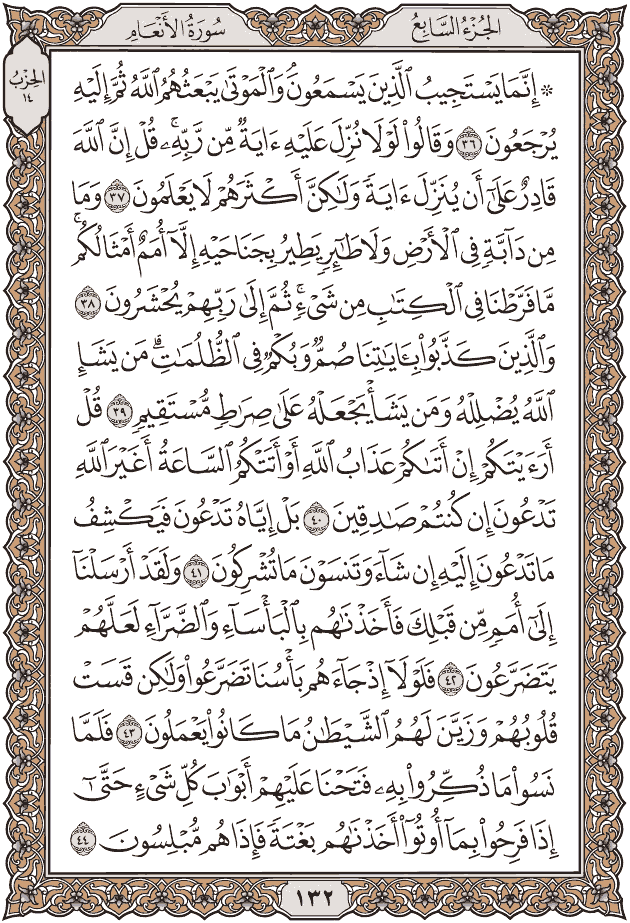 الجُزْءُ السَّابِعُ
سُورَةُ الأَنْعَامِ
الحِزْبُ
١٤
۞ إِنَّمَا يَسْتَجِيبُ ٱلَّذِينَ يَسْمَعُونَۘ وَٱلْمَوْتَىٰ يَبْعَثُهُمُ ٱللَّهُ ثُمَّ إِلَيْهِ
يُرْجَعُونَ ٣٦ وَقَالُوا۟ لَوْلَا نُزِّلَ عَلَيْهِ ءَايَةٌ مِّن رَّبِّهِۦۚ قُلْ إِنَّ ٱللَّهَ
قَادِرٌ عَلَىٰٓ أَن يُنَزِّلَ ءَايَةً وَلَـٰكِنَّ أَكْثَرَهُمْ لَا يَعْلَمُونَ ٣٧ وَمَا
مِن دَآبَّةٍ فِى ٱلْأَرْضِ وَلَا طَـٰٓئِرٍ يَطِيرُ بِجَنَاحَيْهِ إِلَّآ أُمَمٌ أَمْثَالُكُمۚ
مَّا فَرَّطْنَا فِى ٱلْكِتَـٰبِ مِن شَىْءٍۚ ثُمَّ إِلَىٰ رَبِّهِمْ يُحْشَرُونَ ٣٨
وَٱلَّذِينَ كَذَّبُوا۟ بِـَٔايَـٰتِنَا صُمٌّ وَبُكْمٌ فِى ٱلظُّلُمَـٰتِۗ مَن يَشَإِ
ٱللَّهُ يُضْلِلْهُ وَمَن يَشَأْ يَجْعَلْهُ عَلَىٰ صِرَٰطٍ مُّسْتَقِيمٍ ٣٩ قُلْ
أَرَءَيْتَكُمْ إِنْ أَتَىٰكُمْ عَذَابُ ٱللَّهِ أَوْ أَتَتْكُمُ ٱلسَّاعَةُ أَغَيْرَ ٱللَّهِ
تَدْعُونَ إِن كُنتُمْ صَـٰدِقِينَ ٤٠ بَلْ إِيَّاهُ تَدْعُونَ فَيَكْشِفُ
مَا تَدْعُونَ إِلَيْهِ إِن شَآءَ وَتَنسَوْنَ مَا تُشْرِكُونَ ٤١ وَلَقَدْ أَرْسَلْنَآ
إِلَىٰٓ أُمَمٍ مِّن قَبْلِكَ فَأَخَذْنَـٰهُم بِٱلْبَأْسَآءِ وَٱلضَّرَّآءِ لَعَلَّهُمْ
يَتَضَرَّعُونَ ٤٢ فَلَوْلَآ إِذْ جَآءَهُم بَأْسُنَا تَضَرَّعُوا۟ وَلَـٰكِن قَسَتْ
قُلُوبُهُمْ وَزَيَّنَ لَهُمُ ٱلشَّيْطَـٰنُ مَا كَانُوا۟ يَعْمَلُونَ ٤٣ فَلَمَّا
نَسُوا۟ مَا ذُكِّرُوا۟ بِهِۦ فَتَحْنَا عَلَيْهِمْ أَبْوَٰبَ كُلِّ شَىْءٍ حَتَّىٰٓ
إِذَا فَرِحُوا۟ بِمَآ أُوتُوٓا۟ أَخَذْنَـٰهُم بَغْتَةً فَإِذَا هُم مُّبْلِسُونَ ٤٤
١٣٢